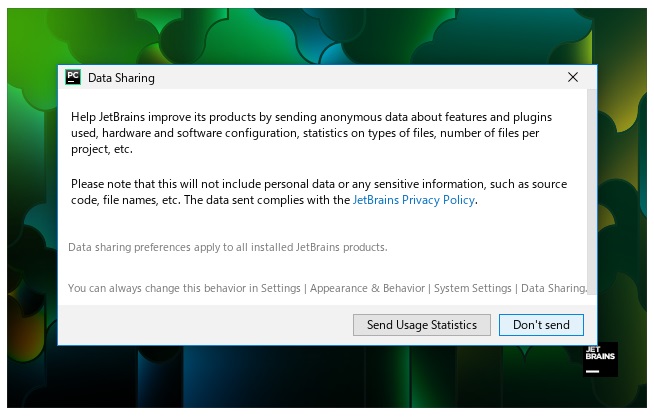 PC
Data Sharing
Help JetBrains improve its products by sending anonymous data about features and plugins
used, hardware and software configuration, statistics on types of files, number of files per
project, etc.
Please note that this will not include personal data or any sensitive information, such as source
code, file names, etc. The data sent complies with the JetBrains Privacy Policy.
Data sharing preferences apply to all installed JetBrains products.
You can always change this behavior in Settings | Appearance & Behavior | System Settings | Data Sharing.
Send Usage Statistics
Don't send
JET
BRAINS